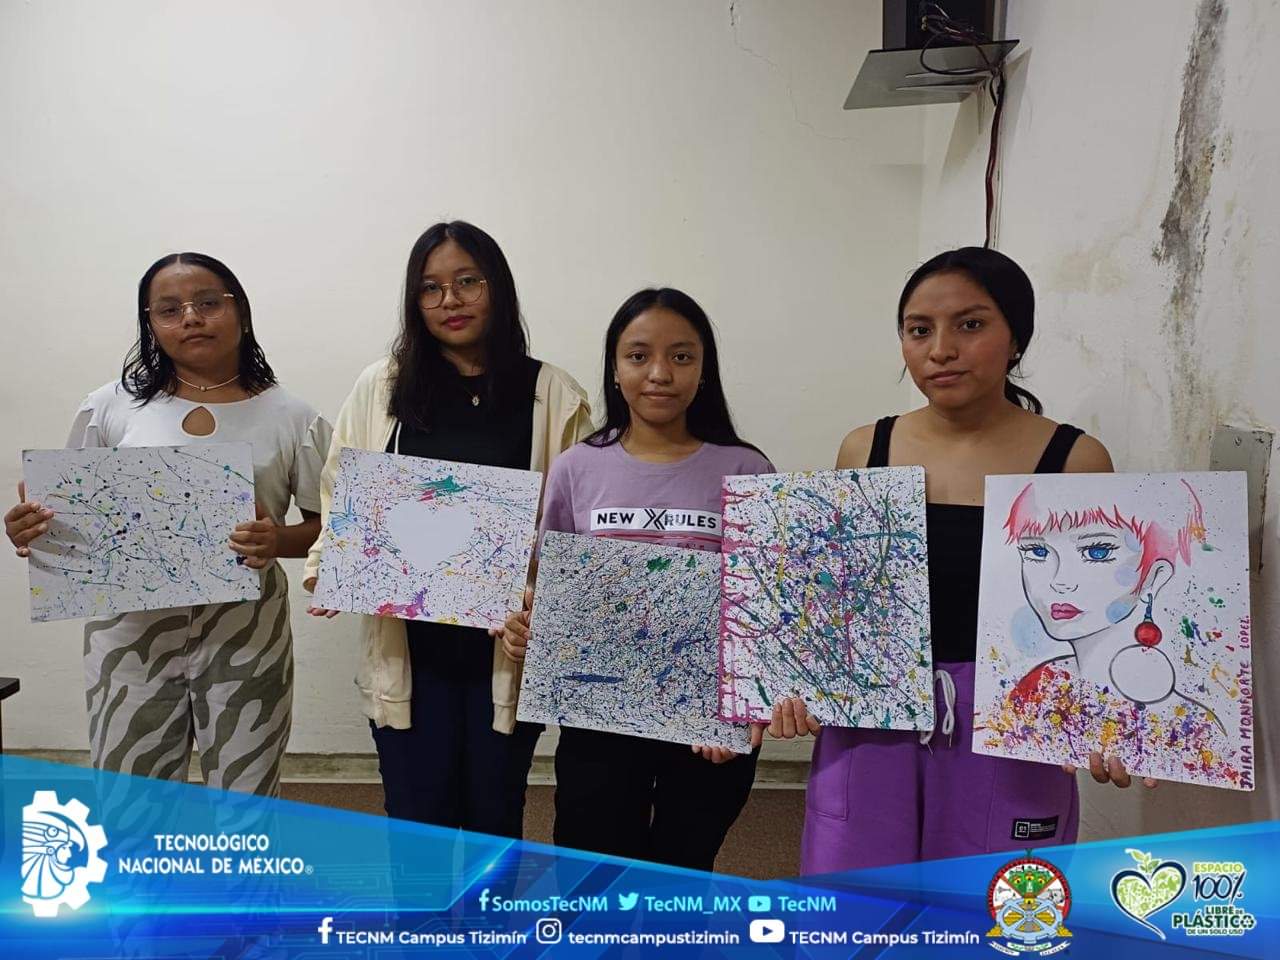 NEW X RULES
JAIRA MONFORTE LOPEZ
TECNOLÓGICO
NACIONAL DE MÉXICO®
SomosTecNM TecNM_MX TecNM
TECNM Campus Tizimín tecnmcampustizimin TECNM Campus Tizimín
ESPACIO
100%
LIBRE DE
PLÁSTICO
DE UN SOLO USO